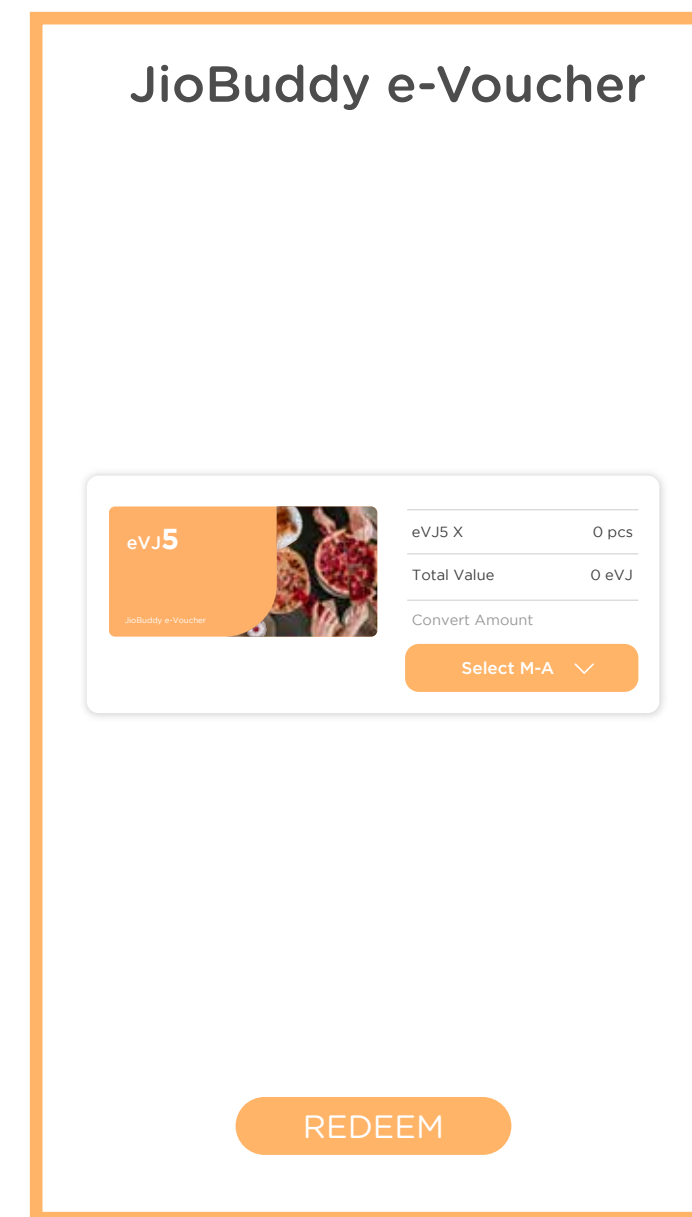 JioBuddy e-Voucher
eVJ5
JioBuddy e-Voucher
eVJ5 X 0 pcs
Total Value 0 eVJ
Convert Amount
Select M-A
REDEEM